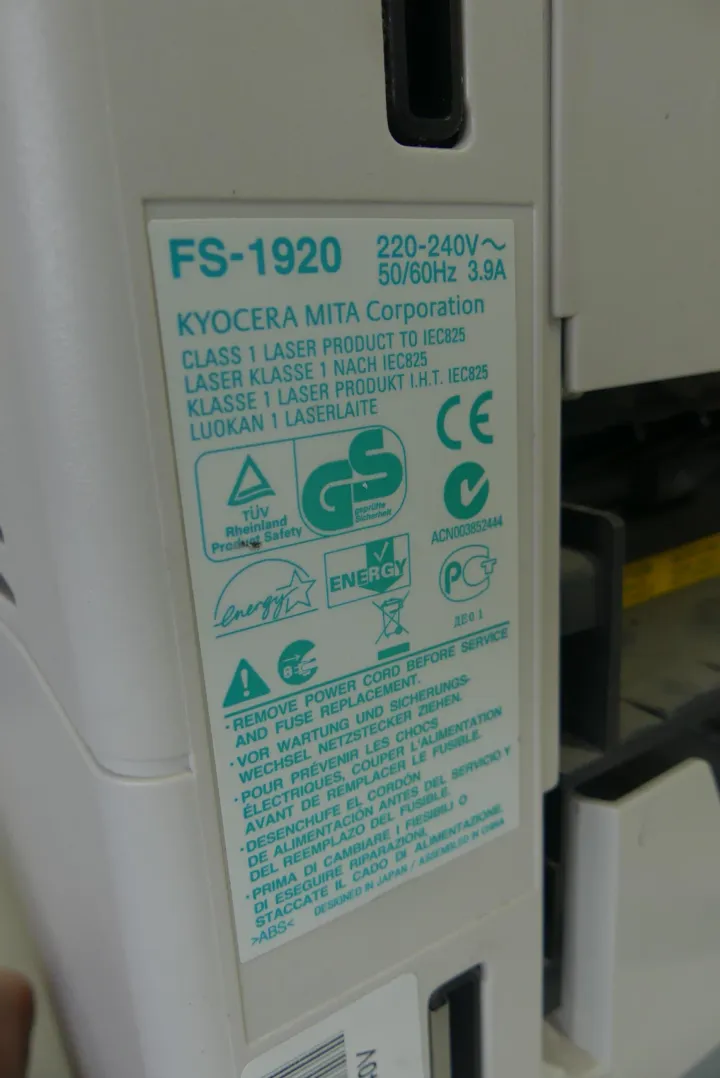 FS-1920
220-240V～
50/60Hz 3.9A
KYOCERA MITA Corporation
CLASS 1 LASER PRODUCT TO IEC825
LASER KLASSE 1 NACH IEC825
KLASSE 1 LASER PRODUKT I.H.T. IEC825
LUOKAN 1 LASERLAITE
CE
TÜV
Rheinland
Product Safety
GS
geprüfte
Sicherheit
ACN003852444
energy
ENERGY
PCT
ДЕ01
·REMOVE POWER CORD BEFORE SERVICE
AND FUSE REPLACEMENT.
·VOR WARTUNG UND SICHERUNGS-
WECHSEL NETZSTECKER ZIEHEN.
·POUR PRÉVENIR LES CHOCS
ÉLECTRIQUES, COUPER L'ALIMENTATION
AVANT DE REMPLACER LE FUSIBLE.
·DESENCHUFE EL CORDÓN
DE ALIMENTACIÓN ANTES DEL SERVICIO Y
DEL REEMPLAZO DEL FUSIBLE.
·PRIMA DI CAMBIARE I FIESIBILI O
DI ESEGUIRE RIPARAZIONI,
STACCATE IL CADO DI ALIMENTAZIONE.
>ABS< DESIGNED IN JAPAN / ASSEMBLED IN CHINA